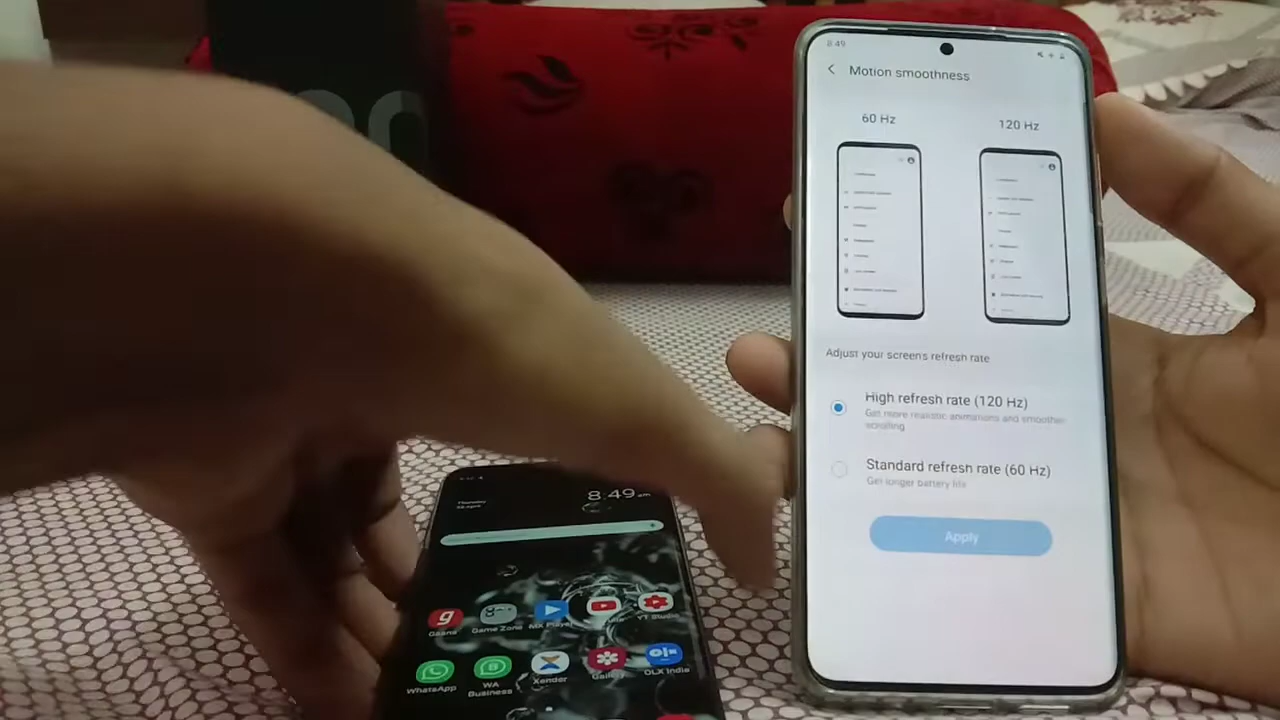 8:49
Motion smoothness
60 Hz
120 Hz
Adjust your screen's refresh rate
High refresh rate (120 Hz)
Get more realistic animations and smoother
scrolling
Standard refresh rate (60 Hz)
Get longer battery life
Apply
8:49 am
Thursday
Gaana
Game Zone
MX Player
YT Studio
WhatsApp
WA
Business
Xender
Gallery
OLX India